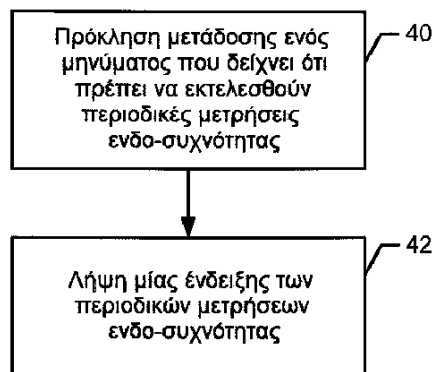 Πρόκληση μετάδοσης ενός
μηνύματος που δείχνει ότι
πρέπει να εκτελεσθούν
περιοδικές μετρήσεις
ενδο-συχνότητας
40
Λήψη μίας ένδειξης των
περιοδικών μετρήσεων
ενδο-συχνότητας
42